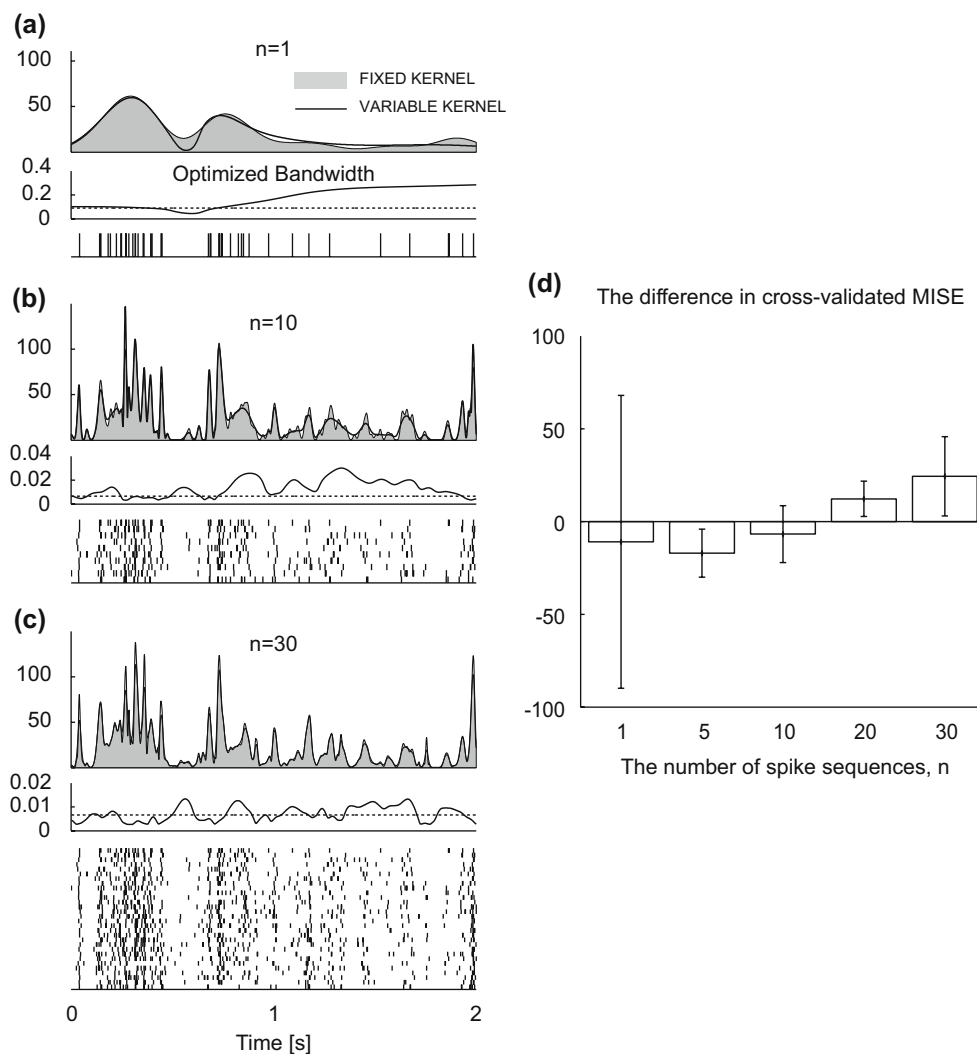 (a)
n=1
100
50
FIXED KERNEL
VARIABLE KERNEL
0.4
0.2
0
Optimized Bandwidth
(b)
n=10
100
50
0.04
0.02
0
(c)
n=30
100
50
0.02
0.01
0
0
1
2
Time [s]
(d)
The difference in cross-validated MISE
100
50
0
-50
-100
1
5
10
20
30
The number of spike sequences, n